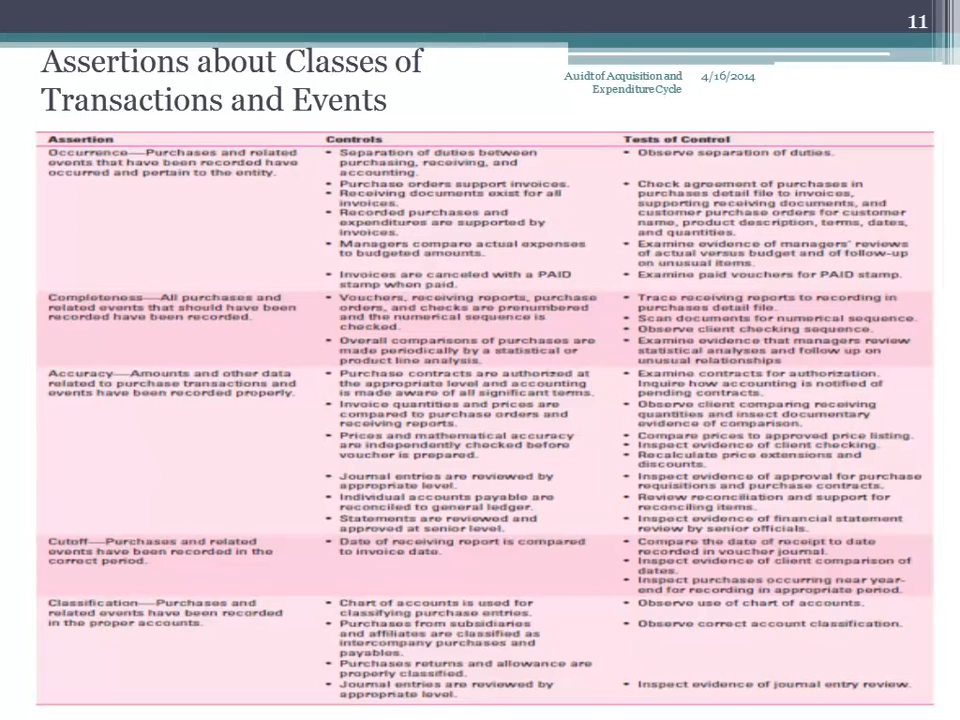 11
Assertions about Classes of
Transactions and Events
Auidt of Acquisition and
Expenditure Cycle
4/16/2014
Assertion
Controls
Tests of Control
Occurrence—Purchases and related
events that have been recorded have
occurred and pertain to the entity.
• Separation of duties between
purchasing, receiving, and
accounting.
• Purchase orders support invoices.
• Receiving documents exist for all
invoices.
• Recorded purchases and
expenditures are supported by
invoices.
• Managers compare actual expenses
to budgeted amounts.
• Invoices are canceled with a PAID
stamp when paid.
• Observe separation of duties.
• Check agreement of purchases in
purchases detail file to invoices,
supporting receiving documents, and
customer purchase orders for customer
name, product description, terms, dates,
and quantities.
• Examine evidence of managers' reviews
of actual versus budget and of follow-up
on unusual items.
• Examine paid vouchers for PAID stamp.
Completeness—All purchases and
related events that should have been
recorded have been recorded.
• Vouchers, receiving reports, purchase
orders, and checks are prenumbered
and the numerical sequence is
checked.
• Overall comparisons of purchases are
made periodically by a statistical or
product line analysis.
• Trace receiving reports to recording in
purchases detail file.
• Scan documents for numerical sequence.
• Observe client checking sequence.
• Examine evidence that managers review
statistical analyses and follow up on
unusual relationships
Accuracy—Amounts and other data
related to purchase transactions and
events have been recorded properly.
• Purchase contracts are authorized at
the appropriate level and accounting
is made aware of all significant terms.
• Invoice quantities and prices are
compared to purchase orders and
receiving reports.
• Prices and mathematical accuracy
are independently checked before
voucher is prepared.
• Journal entries are reviewed by
appropriate level.
• Individual accounts payable are
reconciled to general ledger.
• Statements are reviewed and
approved at senior level.
• Examine contracts for authorization.
Inquire how accounting is notified of
pending contracts.
• Observe client comparing receiving
quantities and insect documentary
evidence of comparison.
• Compare prices to approved price listing.
• Inspect evidence of client checking.
• Recalculate price extensions and
discounts.
• Inspect evidence of approval for purchase
requisitions and purchase contracts.
• Review reconciliation and support for
reconciling items.
• Inspect evidence of financial statement
review by senior officials.
Cutoff—Purchases and related
events have been recorded in the
correct period.
• Date of receiving report is compared
to invoice date.
• Compare the date of receipt to date
recorded in voucher journal.
• Inspect evidence of client comparison of
dates.
• Inspect purchases occurring near year-
end for recording in appropriate period.
Classification—Purchases and
related events have been recorded
in the proper accounts.
• Chart of accounts is used for
classifying purchase entries.
• Purchases from subsidiaries
and affiliates are classified as
intercompany purchases and
payables.
• Purchases returns and allowance are
properly classified.
• Journal entries are reviewed by
appropriate level.
• Observe use of chart of accounts.
• Observe correct account classification.
• Inspect evidence of journal entry review.